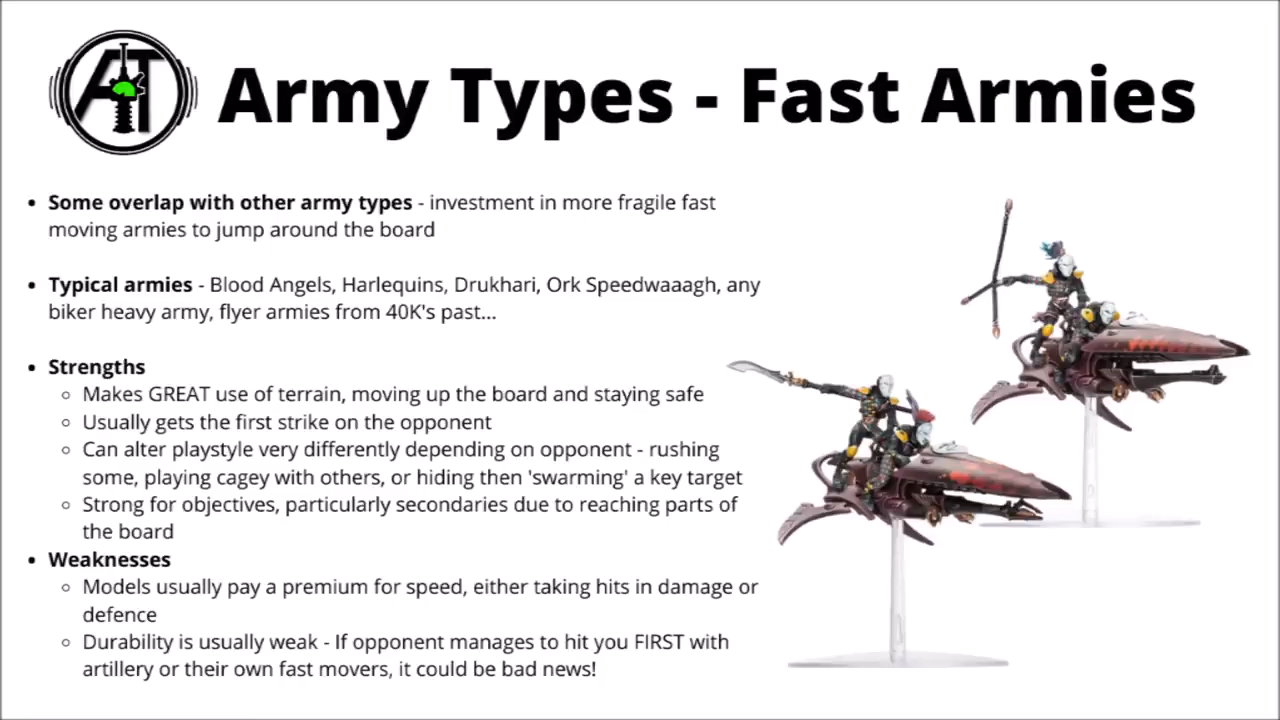 AT
Army Types - Fast Armies
• Some overlap with other army types - investment in more fragile fast
moving armies to jump around the board
• Typical armies - Blood Angels, Harlequins, Drukhari, Ork Speedwaaagh, any
biker heavy army, flyer armies from 40K's past...
• Strengths
◦ Makes GREAT use of terrain, moving up the board and staying safe
◦ Usually gets the first strike on the opponent
◦ Can alter playstyle very differently depending on opponent - rushing
some, playing cagey with others, or hiding then 'swarming' a key target
◦ Strong for objectives, particularly secondaries due to reaching parts of
the board
• Weaknesses
◦ Models usually pay a premium for speed, either taking hits in damage or
defence
◦ Durability is usually weak - If opponent manages to hit you FIRST with
artillery or their own fast movers, it could be bad news!